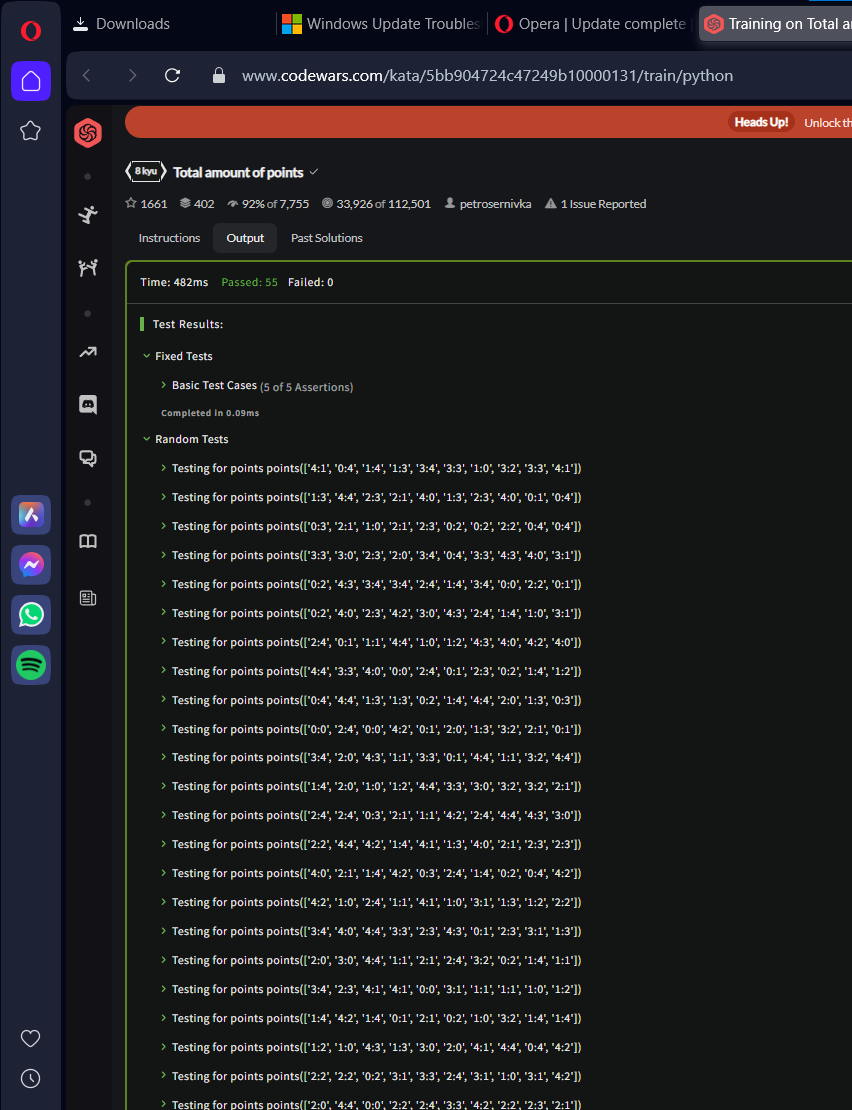 Downloads
Windows Update Troubles
Opera | Update complete
Training on Total a
www.codewars.com/kata/5bb904724c47249b10000131/train/python
Heads Up! Unlock th
8 kyu Total amount of points
1661 402 92% of 7,755 33,926 of 112,501 petrosernivka 1 Issue Reported
Instructions Output Past Solutions
Time: 482ms Passed: 55 Failed: 0
Test Results:
Fixed Tests
Basic Test Cases (5 of 5 Assertions)
Completed in 0.09ms
Random Tests
Testing for points points(['4:1', '0:4', '1:4', '1:3', '3:4', '3:3', '1:0', '3:2', '3:3', '4:1'])
Testing for points points(['1:3', '4:4', '2:3', '2:1', '4:0', '1:3', '2:3', '4:0', '0:1', '0:4'])
Testing for points points(['0:3', '2:1', '1:0', '2:1', '2:3', '0:2', '0:2', '2:2', '0:4', '0:4'])
Testing for points points(['3:3', '3:0', '2:3', '2:0', '3:4', '0:4', '3:3', '4:3', '4:0', '3:1'])
Testing for points points(['0:2', '4:3', '3:4', '3:4', '2:4', '1:4', '3:4', '0:0', '2:2', '0:1'])
Testing for points points(['0:2', '4:0', '2:3', '4:2', '3:0', '4:3', '2:4', '1:4', '1:0', '3:1'])
Testing for points points(['2:4', '0:1', '1:1', '4:4', '1:0', '1:2', '4:3', '4:0', '4:2', '4:0'])
Testing for points points(['4:4', '3:3', '4:0', '0:0', '2:4', '0:1', '2:3', '0:2', '1:4', '1:2'])
Testing for points points(['0:4', '4:4', '1:3', '1:3', '0:2', '1:4', '4:4', '2:0', '1:3', '0:3'])
Testing for points points(['0:0', '2:4', '0:0', '4:2', '0:1', '2:0', '1:3', '3:2', '2:1', '0:1'])
Testing for points points(['3:4', '2:0', '4:3', '1:1', '3:3', '0:1', '4:4', '1:1', '3:2', '4:4'])
Testing for points points(['1:4', '2:0', '1:0', '1:2', '4:4', '3:3', '3:0', '3:2', '3:2', '2:1'])
Testing for points points(['2:4', '2:4', '0:3', '2:1', '1:1', '4:2', '2:4', '4:4', '4:3', '3:0'])
Testing for points points(['2:2', '4:4', '4:2', '1:4', '4:1', '1:3', '4:0', '2:1', '2:3', '2:3'])
Testing for points points(['4:0', '2:1', '1:4', '4:2', '0:3', '2:4', '1:4', '0:2', '0:4', '4:2'])
Testing for points points(['4:2', '1:0', '2:4', '1:1', '4:1', '1:0', '3:1', '1:3', '1:2', '2:2'])
Testing for points points(['3:4', '4:0', '4:4', '3:3', '2:3', '4:3', '0:1', '2:3', '3:1', '1:3'])
Testing for points points(['2:0', '3:0', '4:4', '1:1', '2:1', '2:4', '3:2', '0:2', '1:4', '1:1'])
Testing for points points(['3:4', '2:3', '4:1', '4:1', '0:0', '3:1', '1:1', '1:1', '1:0', '1:2'])
Testing for points points(['1:4', '4:2', '1:4', '0:1', '2:1', '0:2', '1:0', '3:2', '1:4', '1:4'])
Testing for points points(['1:2', '1:0', '4:3', '1:3', '3:0', '2:0', '4:1', '4:4', '0:4', '4:2'])
Testing for points points(['2:2', '2:2', '0:2', '3:1', '3:3', '2:4', '3:1', '1:0', '3:1', '4:2'])
Testing for points points(['2:0', '4:4', '0:0', '2:2', '2:4', '3:3', '4:2', '2:2', '2:3', '2:1'])